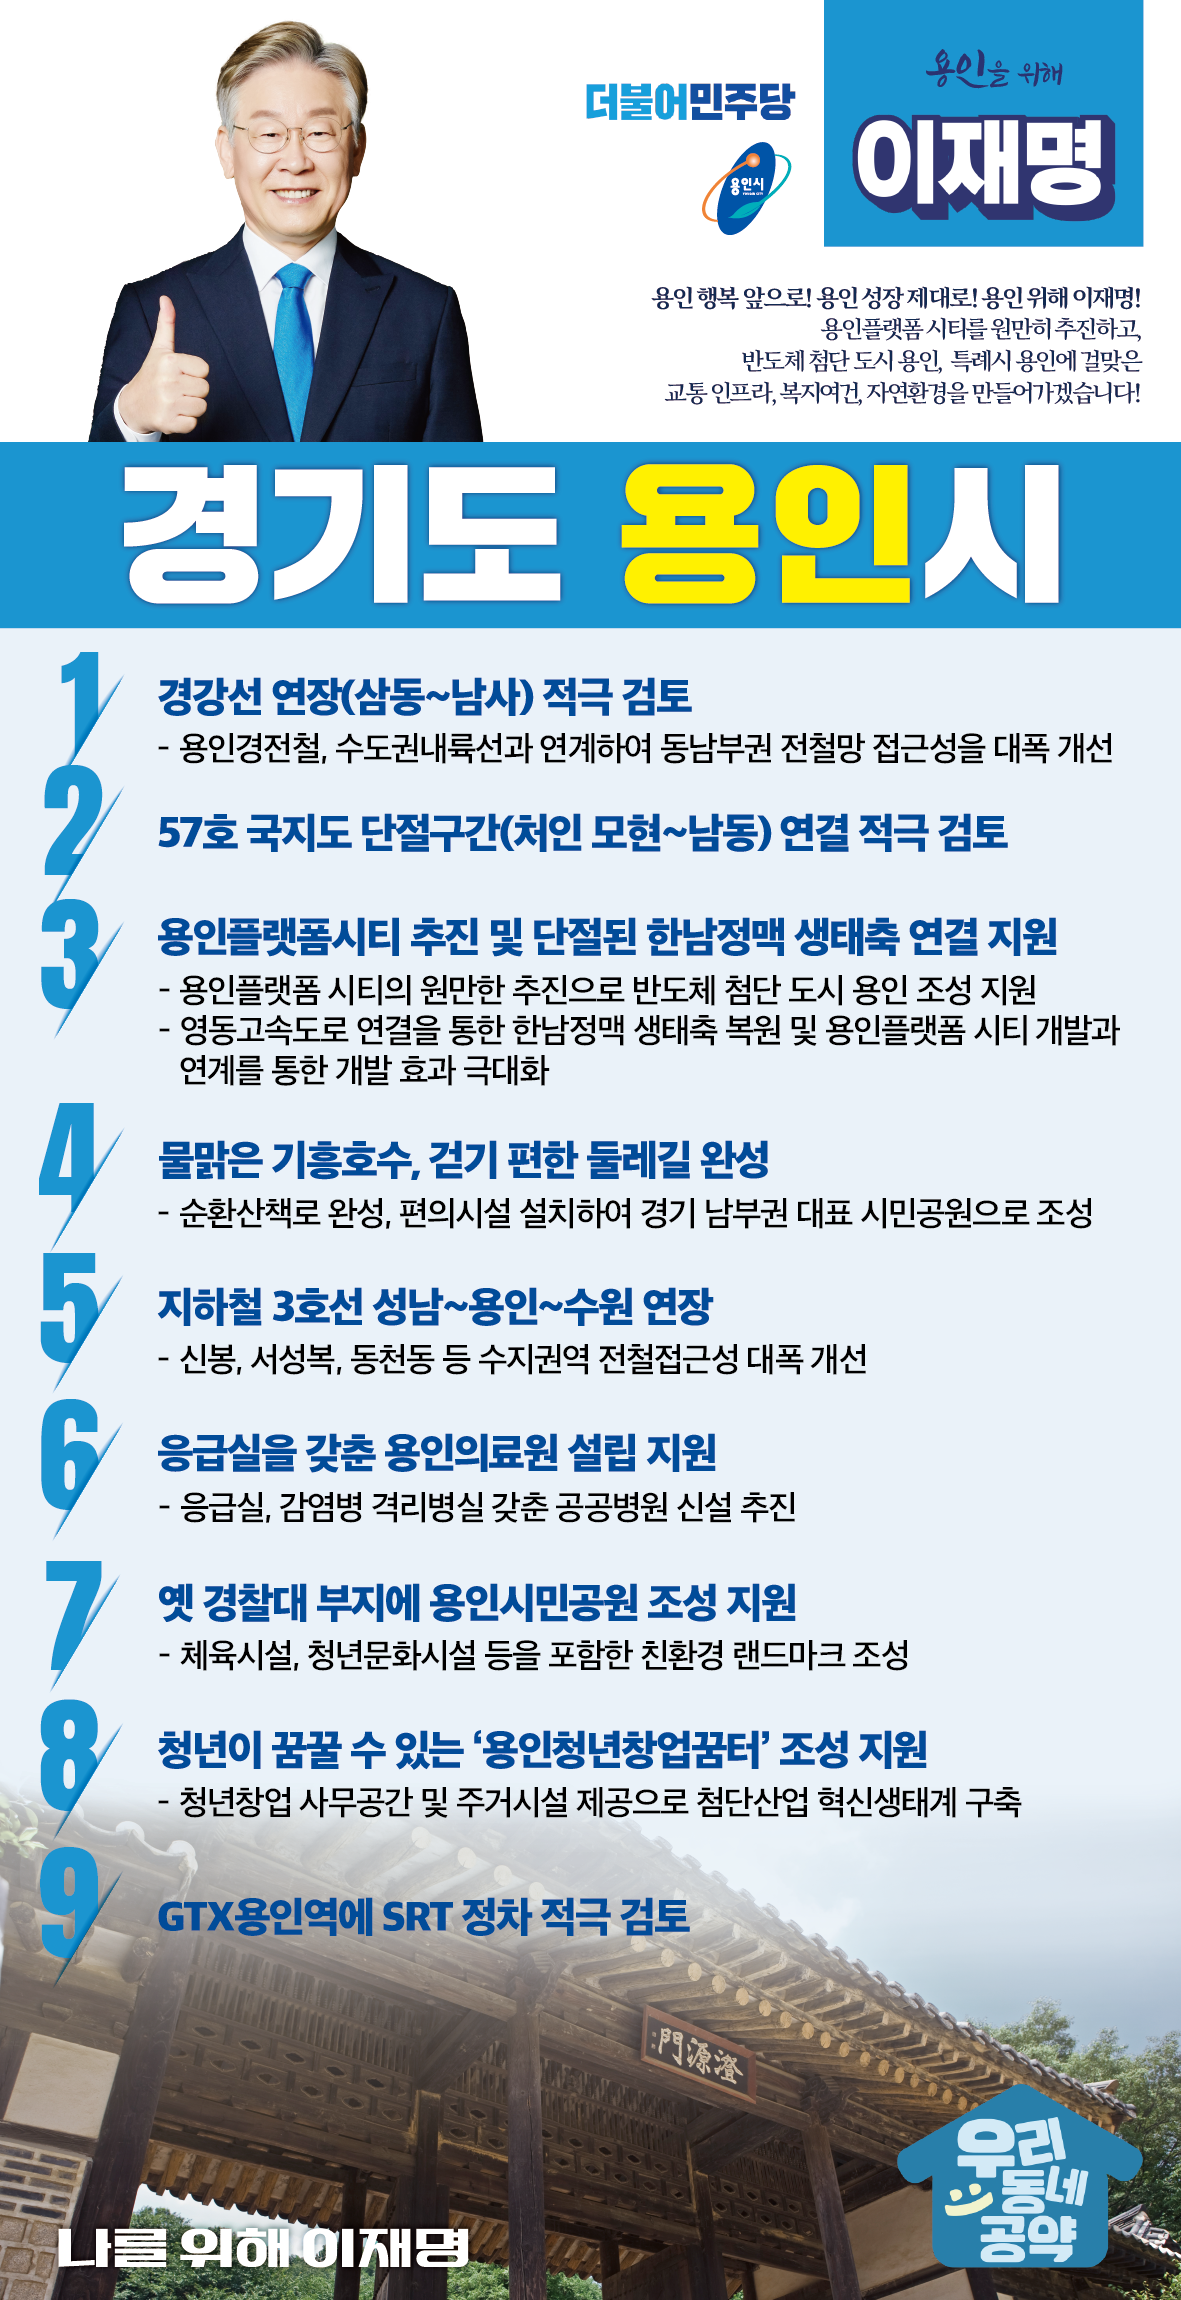 더불어민주당
용인시
용인을 위해
이재명
용인 행복 앞으로! 용인 성장 제대로! 용인 위해 이재명!
용인플랫폼 시티를 원만히 추진하고,
반도체 첨단 도시 용인, 특례시 용인에 걸맞은
교통 인프라, 복지여건, 자연환경을 만들어가겠습니다!
경기도 용인시
1
경강선 연장(삼동~남사) 적극 검토
- 용인경전철, 수도권내륙선과 연계하여 동남부권 전철망 접근성을 대폭 개선
2
57호 국지도 단절구간(처인 모현~남동) 연결 적극 검토
3
용인플랫폼시티 추진 및 단절된 한남정맥 생태축 연결 지원
- 용인플랫폼 시티의 원만한 추진으로 반도체 첨단 도시 용인 조성 지원
- 영동고속도로 연결을 통한 한남정맥 생태축 복원 및 용인플랫폼 시티 개발과
연계를 통한 개발 효과 극대화
4
물맑은 기흥호수, 걷기 편한 둘레길 완성
- 순환산책로 완성, 편의시설 설치하여 경기 남부권 대표 시민공원으로 조성
5
지하철 3호선 성남~용인~수원 연장
- 신봉, 서성복, 동천동 등 수지권역 전철접근성 대폭 개선
6
응급실을 갖춘 용인의료원 설립 지원
- 응급실, 감염병 격리병실 갖춘 공공병원 신설 추진
7
옛 경찰대 부지에 용인시민공원 조성 지원
- 체육시설, 청년문화시설 등을 포함한 친환경 랜드마크 조성
8
청년이 꿈꿀 수 있는 ‘용인청년창업꿈터’ 조성 지원
- 청년창업 사무공간 및 주거시설 제공으로 첨단산업 혁신생태계 구축
9
GTX용인역에 SRT 정차 적극 검토
門源澄
우리
동네
공약
나를 위해 이재명